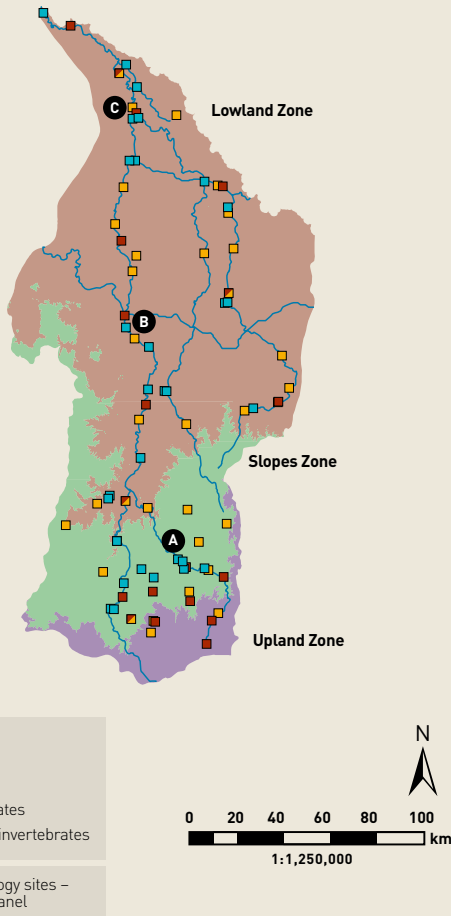 C
Lowland Zone
B
Slopes Zone
A
Upland Zone
N
ates
invertebrates
0 20 40 60 80 100
km
1:1,250,000
ogy sites –
anel